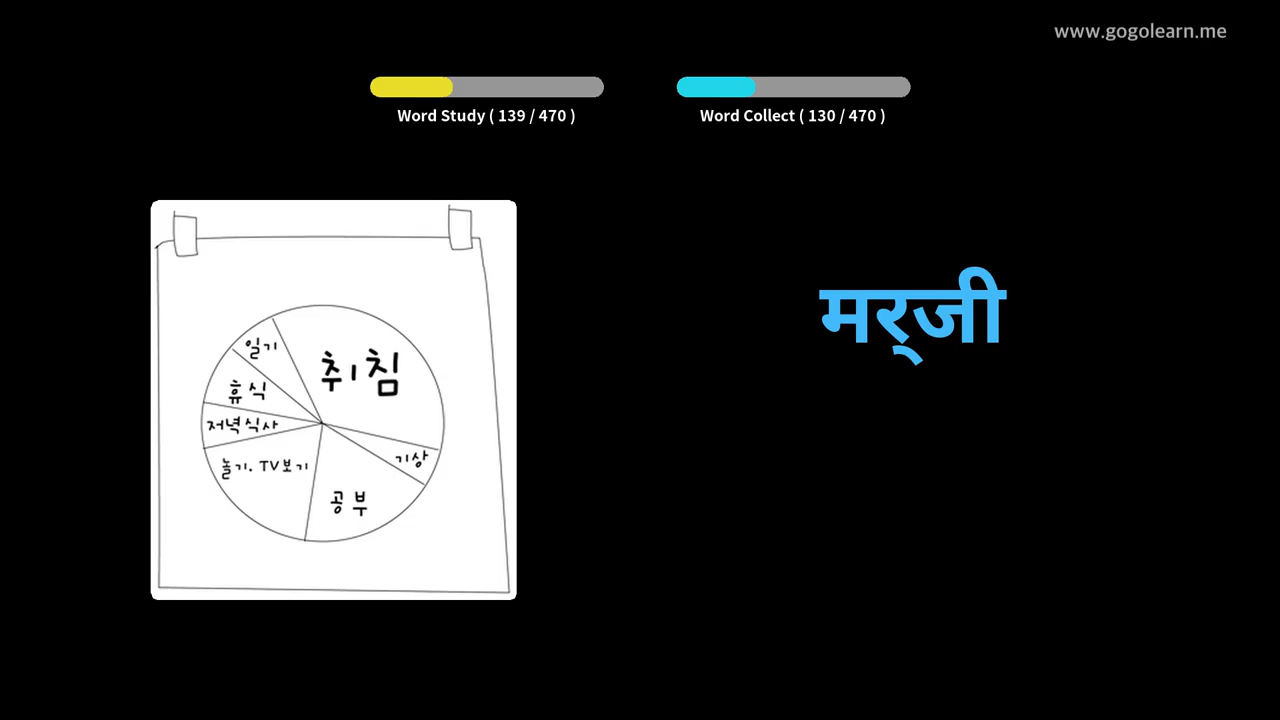 www.gogolearn.me
Word Study ( 139 / 470 )
Word Collect ( 130 / 470 )
일기
취침
휴식
저녁식사
놀기. TV보기
기상
공부
मर्‍जी